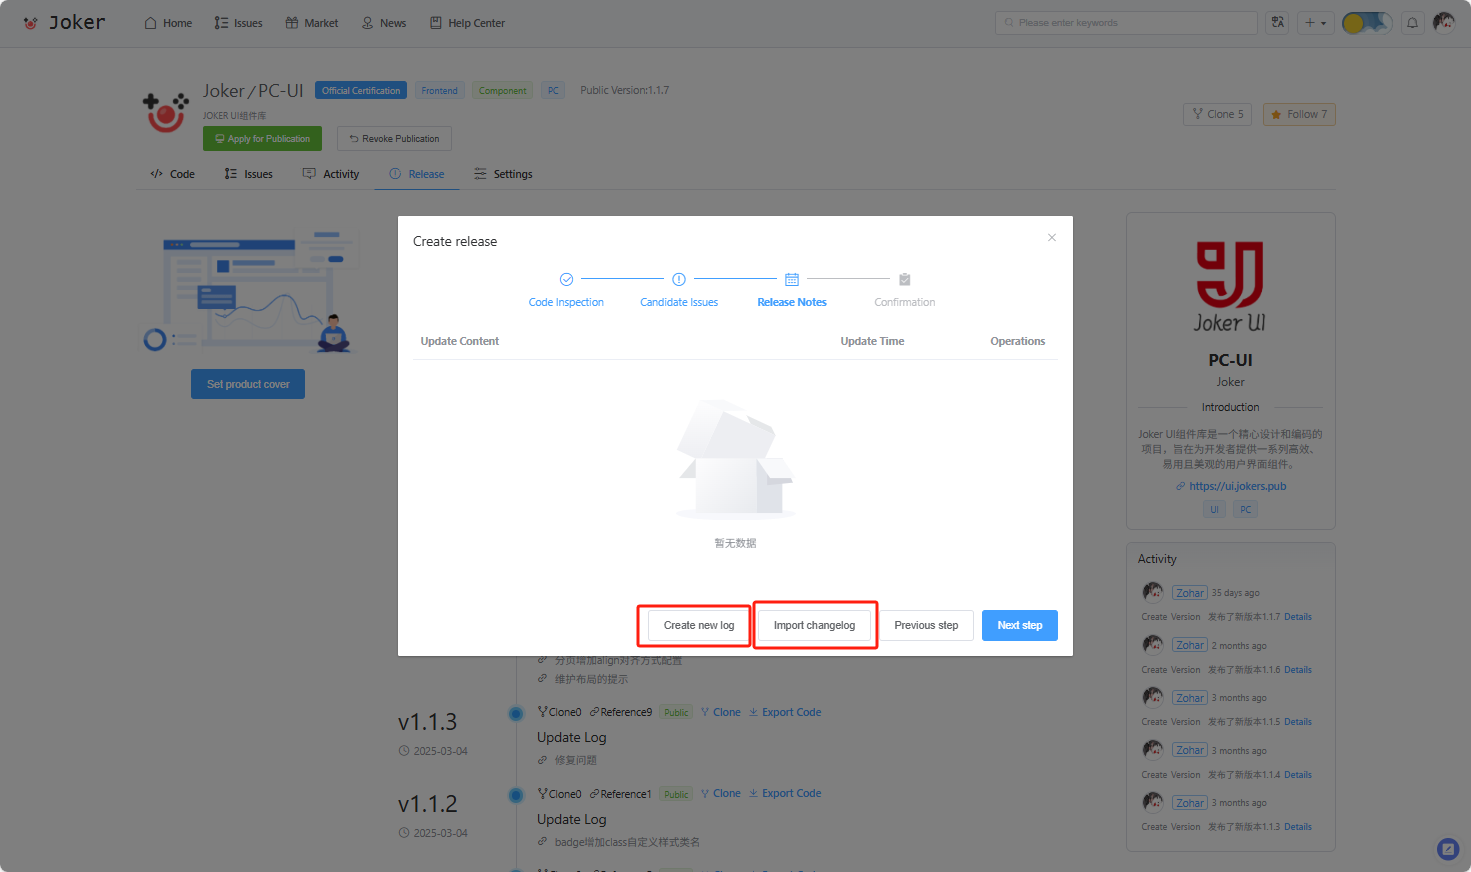 Joker
Home
Issues
Market
News
Help Center
Please enter keywords
Joker / PC-UI
Official Certification
Frontend
Component
PC
Public Version:1.1.7
JOKER UI组件库
Apply for Publication
Revoke Publication
Clone 5
Follow 7
Code
Issues
Activity
Release
Settings
Set product cover
Create release
Code Inspection
Candidate Issues
Release Notes
Confirmation
Update Content
Update Time
Operations
暂无数据
Create new log
Import changelog
Previous step
Next step
分页增加align对齐方式配置
维护布局的提示
v1.1.3
2025-03-04
Clone0
Reference9
Public
Clone
Export Code
Update Log
修复问题
v1.1.2
2025-03-04
Clone0
Reference1
Public
Clone
Export Code
Update Log
badge增加class自定义样式类名
Joker UI
PC-UI
Joker
Introduction
Joker UI组件库是一个精心设计和编码的
项目，旨在为开发者提供一系列高效、
易用且美观的用户界面组件。
https://ui.jokers.pub
UI
PC
Activity
Zohar 35 days ago
Create Version 发布了新版本1.1.7 Details
Zohar 2 months ago
Create Version 发布了新版本1.1.6 Details
Zohar 3 months ago
Create Version 发布了新版本1.1.5 Details
Zohar 3 months ago
Create Version 发布了新版本1.1.4 Details
Zohar 3 months ago
Create Version 发布了新版本1.1.3 Details